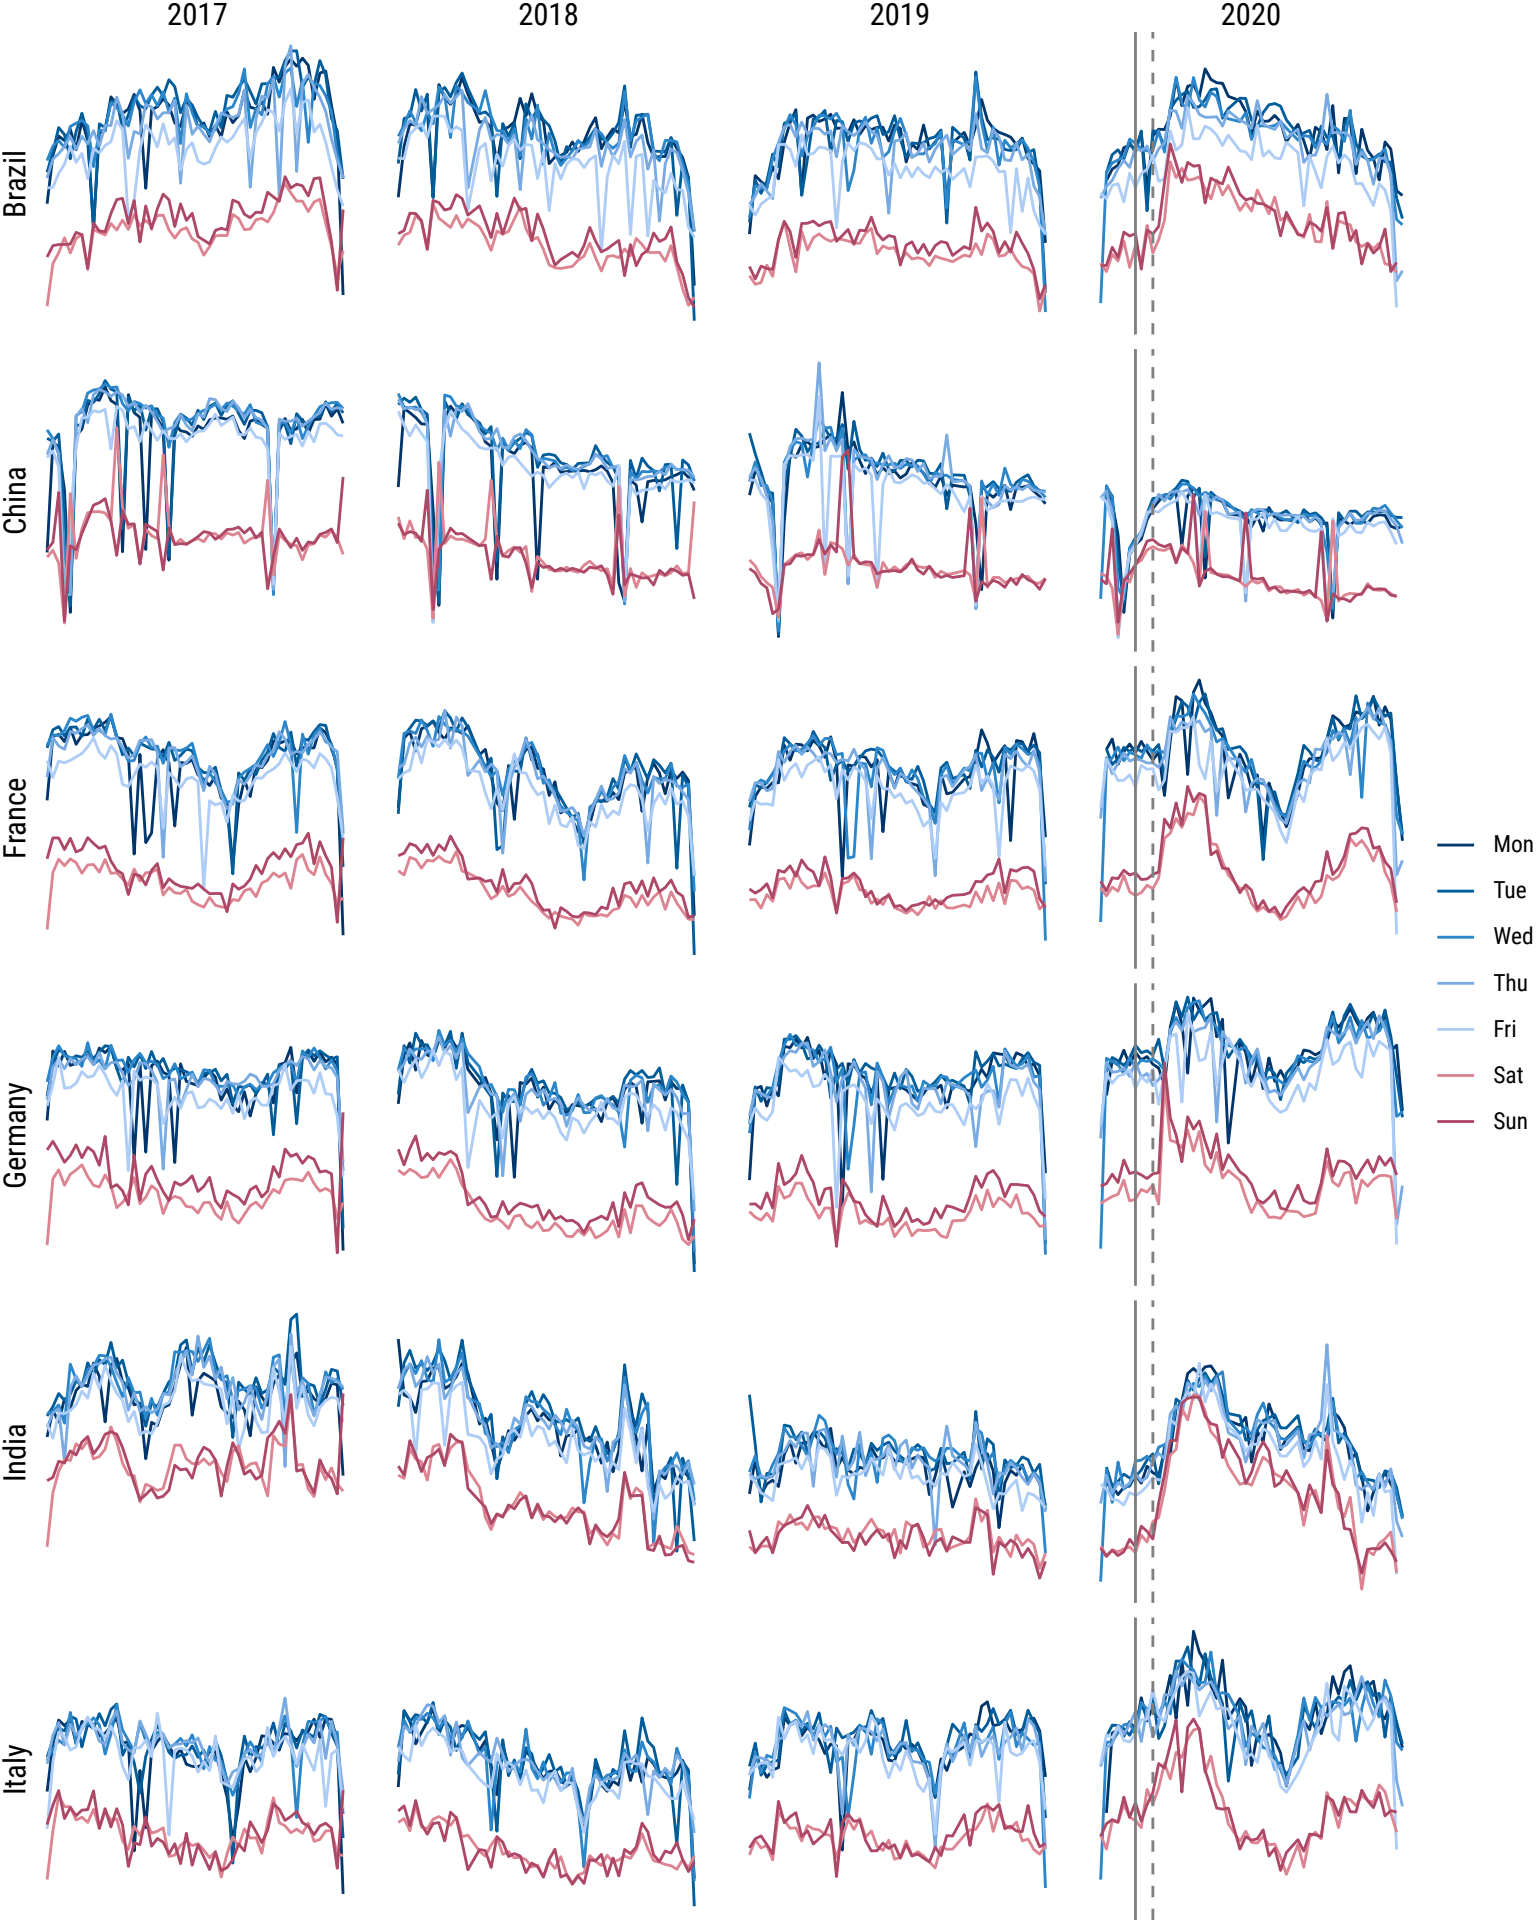 2017 2018 2019 2020
Brazil
China
France
Germany
India
Italy
Mon
Tue
Wed
Thu
Fri
Sat
Sun